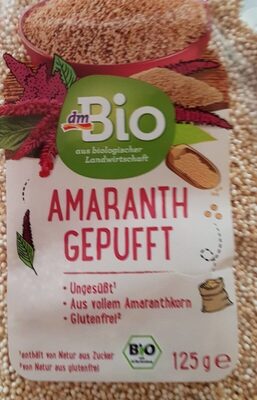 dm
Bio
aus biologischer
Landwirtschaft
AMARANTH
GEPUFFT
• Ungesüßt¹
• Aus vollem Amaranthkorn
• Glutenfrei²
¹enthält von Natur aus Zucker
²von Natur aus glutenfrei
BIO
125 g e